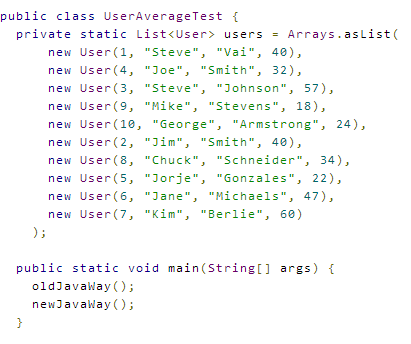 public class UserAverageTest {
  private static List<User> users = Arrays.asList(
      new User(1, "Steve", "Vai", 40),
      new User(4, "Joe", "Smith", 32),
      new User(3, "Steve", "Johnson", 57),
      new User(9, "Mike", "Stevens", 18),
      new User(10, "George", "Armstrong", 24),
      new User(2, "Jim", "Smith", 40),
      new User(8, "Chuck", "Schneider", 34),
      new User(5, "Jorje", "Gonzales", 22),
      new User(6, "Jane", "Michaels", 47),
      new User(7, "Kim", "Berlie", 60)
    );

  public static void main(String[] args) {
    oldJavaWay();
    newJavaWay();
  }